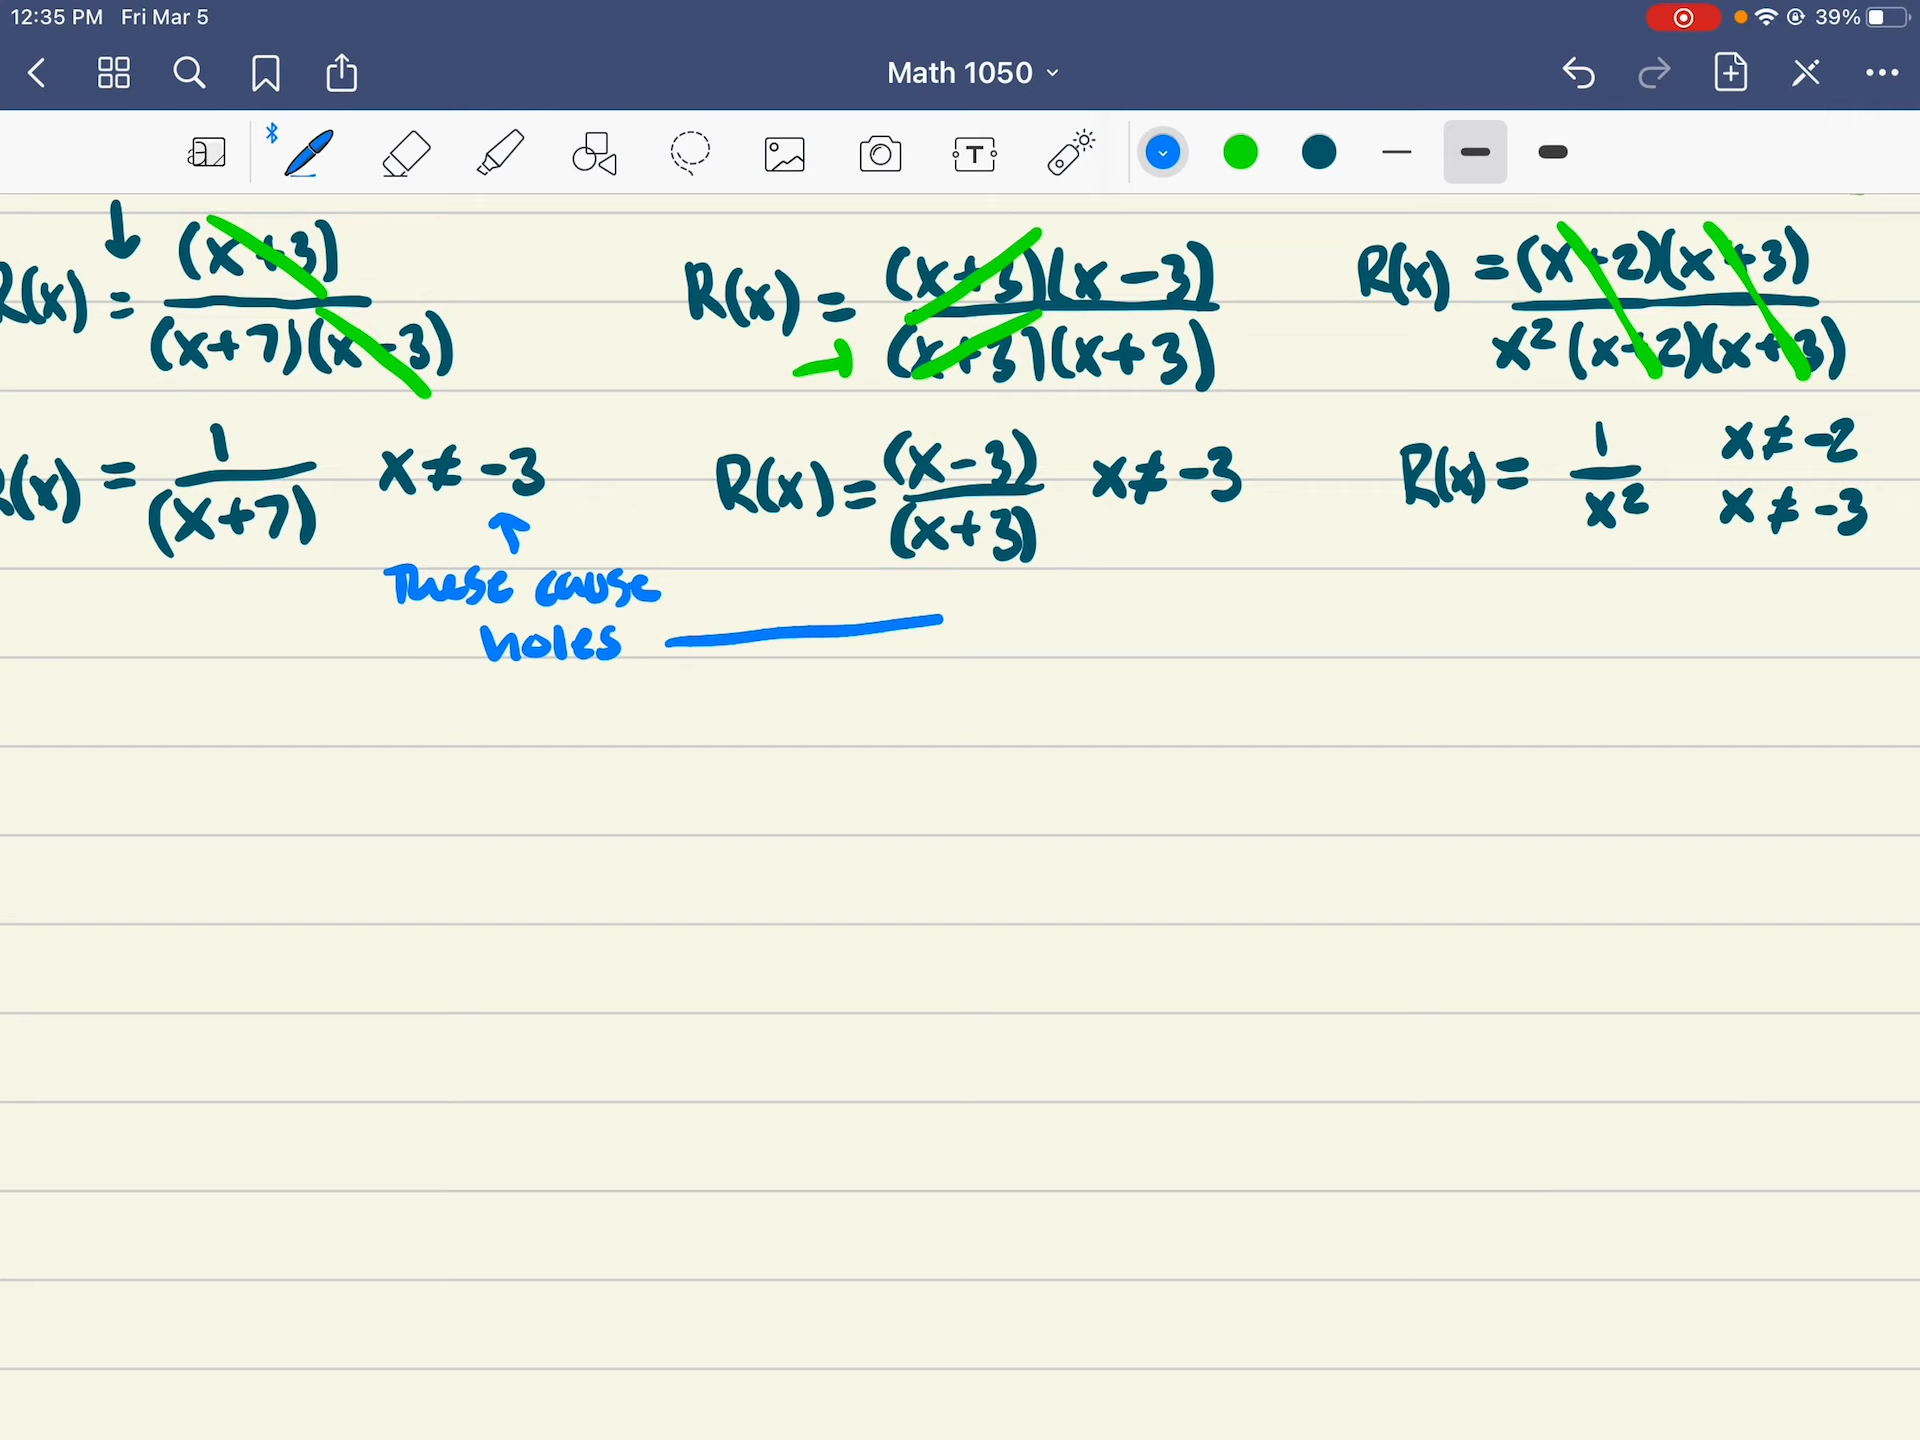 12:35 PM Fri Mar 5
39%
Math 1050
T
R(x) = (x+3) / (x+7)(x+3)
R(x) = (x+3)(x-3) / (x+3)(x+3)
R(x) = (x+2)(x+3) / x²(x+2)(x+3)
R(x) = 1 / (x+7) x ≠ -3
R(x) = (x-3) / (x+3) x ≠ -3
R(x) = 1 / x² x ≠ -2
x ≠ -3
These cause
holes